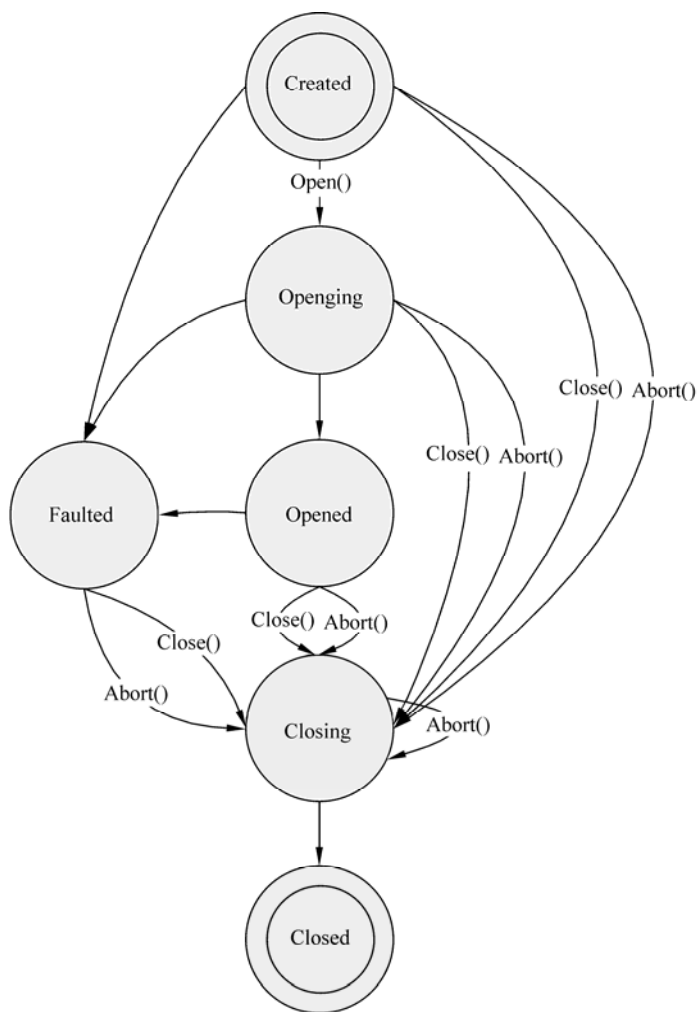 Created
Open()
Openging
Close()
Abort()
Close()
Abort()
Faulted
Opened
Close()
Abort()
Close()
Abort()
Closing
Abort()
Closed